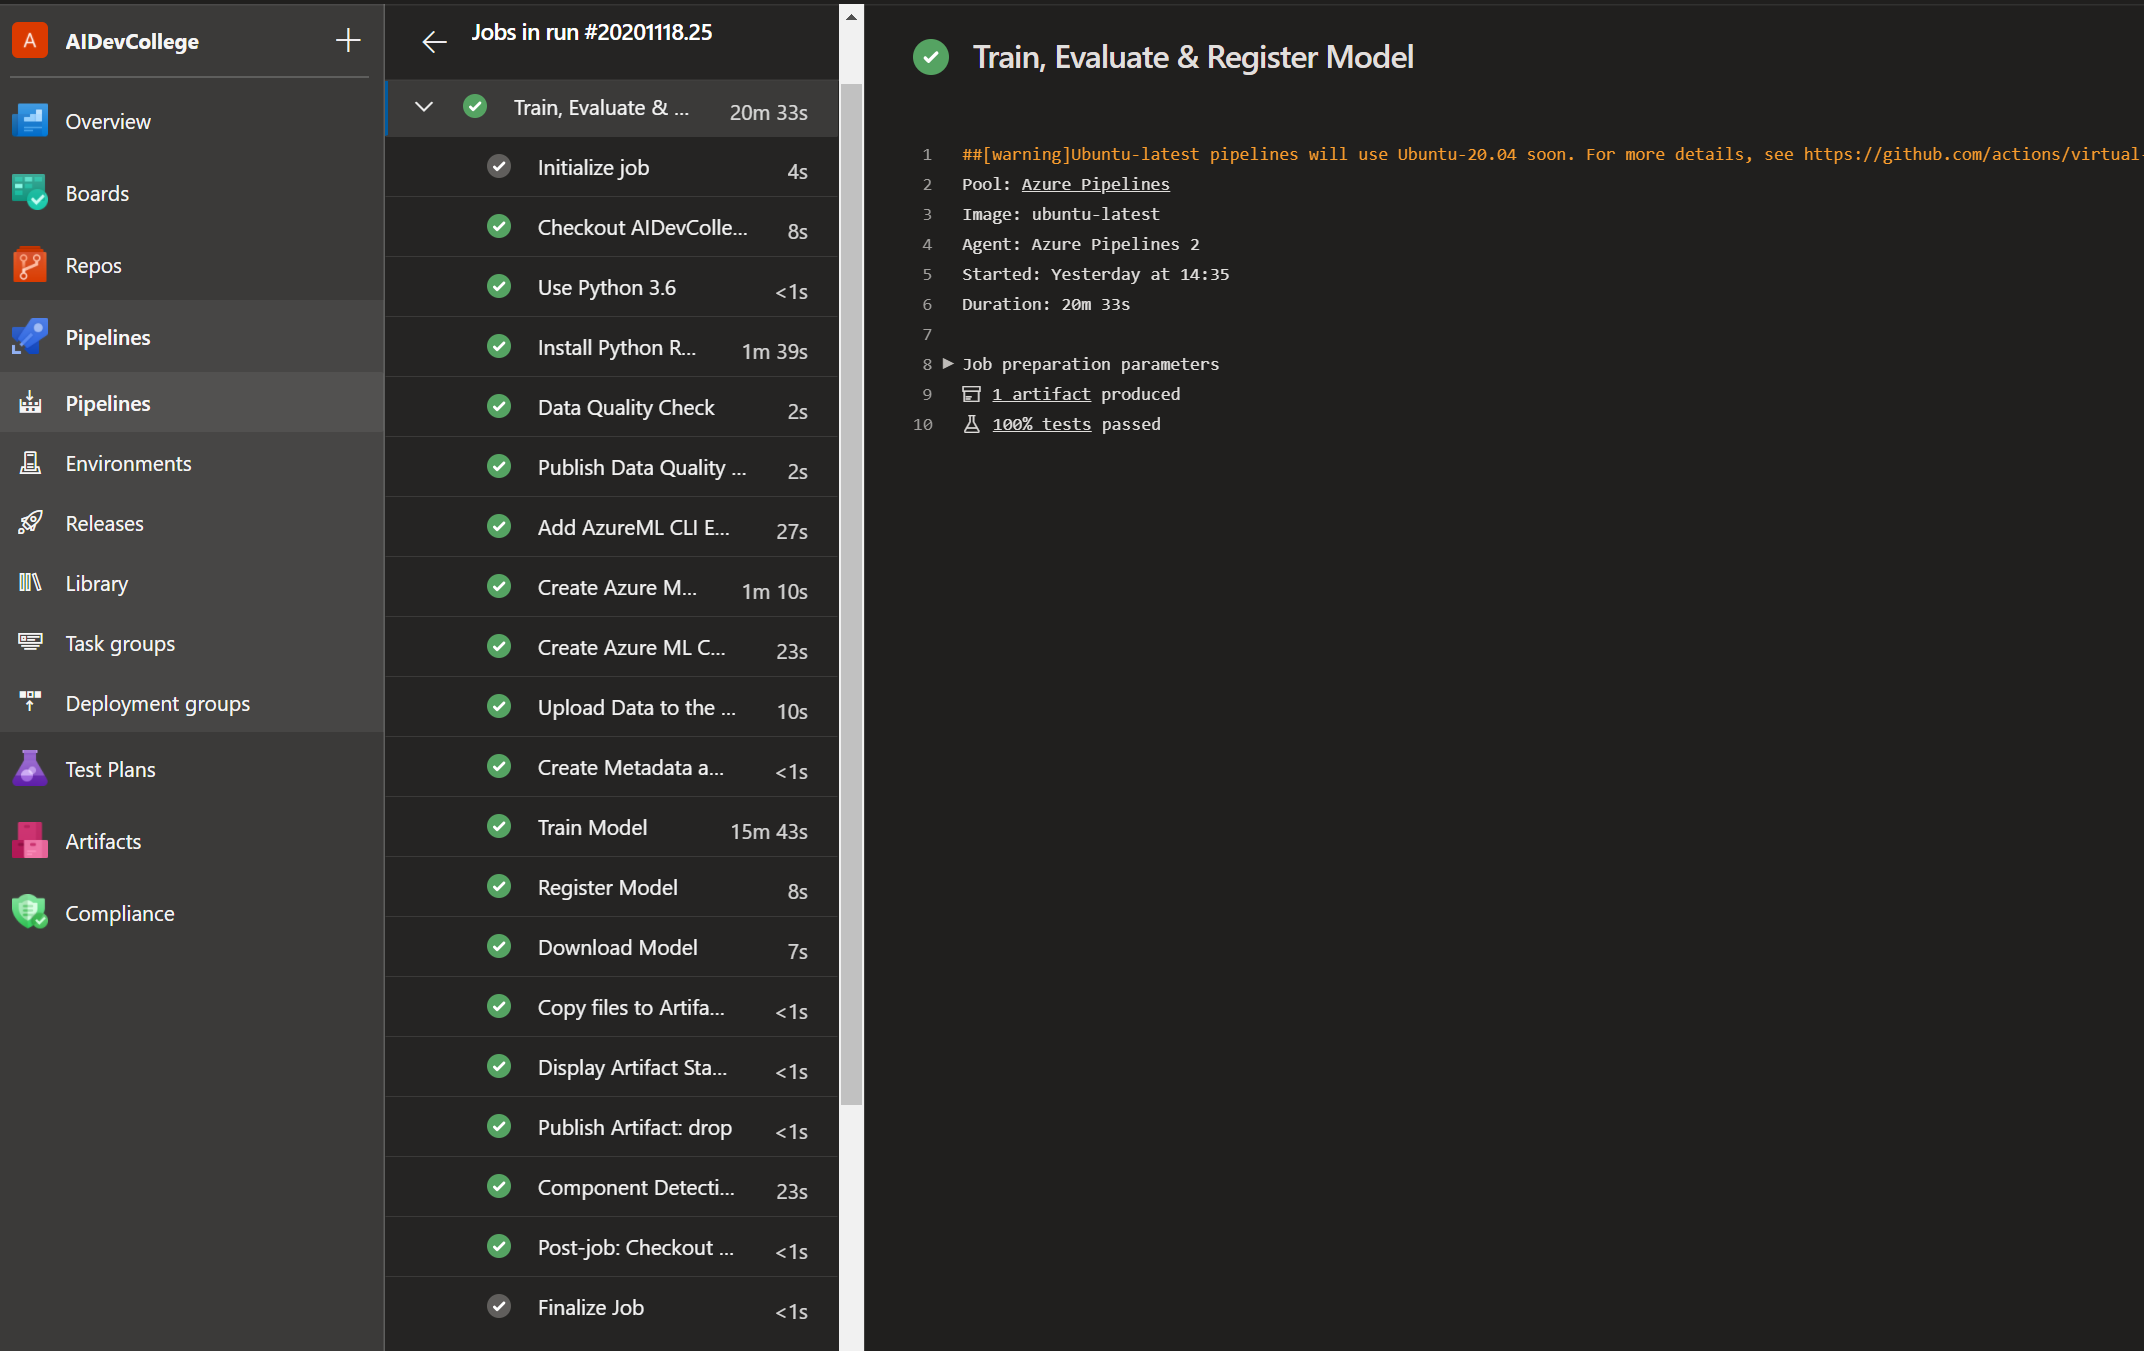 A AIDevCollege
Overview
Boards
Repos
Pipelines
Pipelines
Environments
Releases
Library
Task groups
Deployment groups
Test Plans
Artifacts
Compliance
Jobs in run #20201118.25
Train, Evaluate & ... 20m 33s
Initialize job 4s
Checkout AIDevColle... 8s
Use Python 3.6 <1s
Install Python R... 1m 39s
Data Quality Check 2s
Publish Data Quality ... 2s
Add AzureML CLI E... 27s
Create Azure M... 1m 10s
Create Azure ML C... 23s
Upload Data to the ... 10s
Create Metadata a... <1s
Train Model 15m 43s
Register Model 8s
Download Model 7s
Copy files to Artifa... <1s
Display Artifact Sta... <1s
Publish Artifact: drop <1s
Component Detecti... 23s
Post-job: Checkout ... <1s
Finalize Job <1s
Train, Evaluate & Register Model
1 ##[warning]Ubuntu-latest pipelines will use Ubuntu-20.04 soon. For more details, see https://github.com/actions/virtual-
2 Pool: Azure Pipelines
3 Image: ubuntu-latest
4 Agent: Azure Pipelines 2
5 Started: Yesterday at 14:35
6 Duration: 20m 33s
7
8 Job preparation parameters
9 1 artifact produced
10 100% tests passed